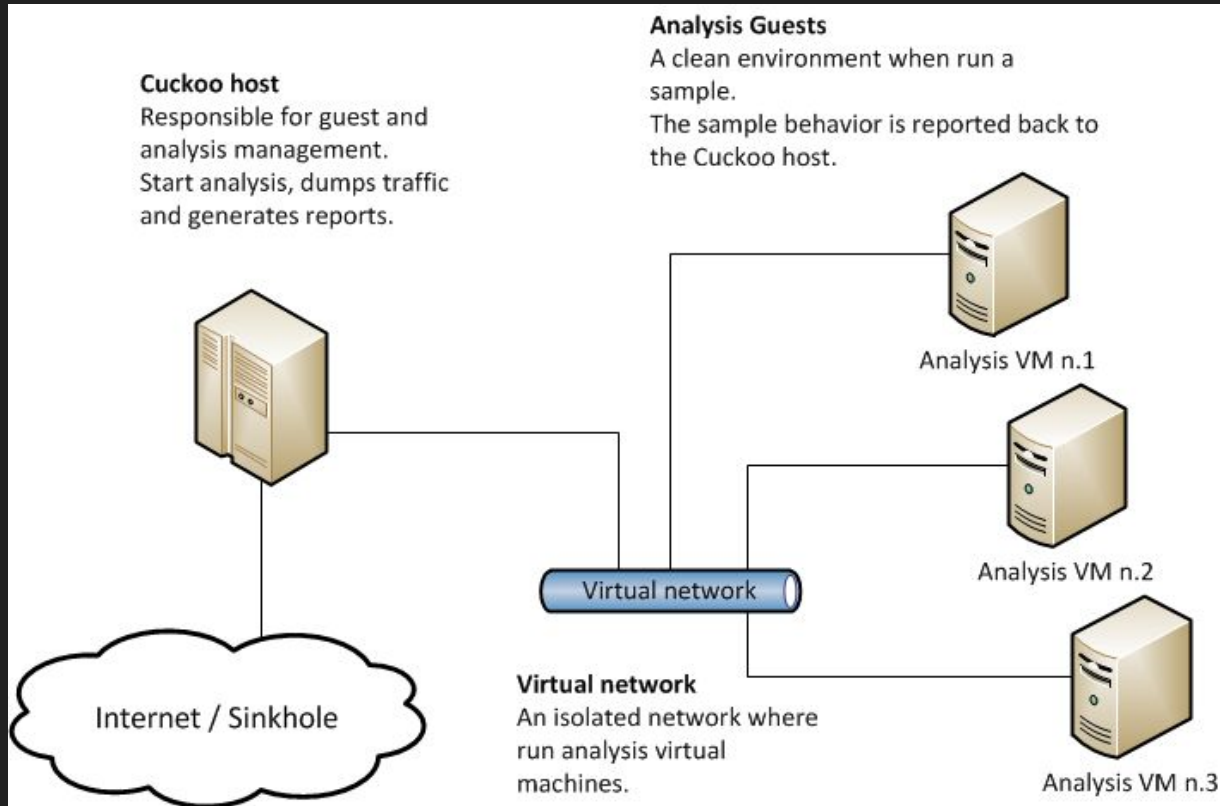 Cuckoo host
Responsible for guest and
analysis management.
Start analysis, dumps traffic
and generates reports.
Analysis Guests
A clean environment when run a
sample.
The sample behavior is reported back to
the Cuckoo host.
Analysis VM n.1
Analysis VM n.2
Virtual network
Analysis VM n.3
Internet / Sinkhole
Virtual network
An isolated network where
run analysis virtual
machines.